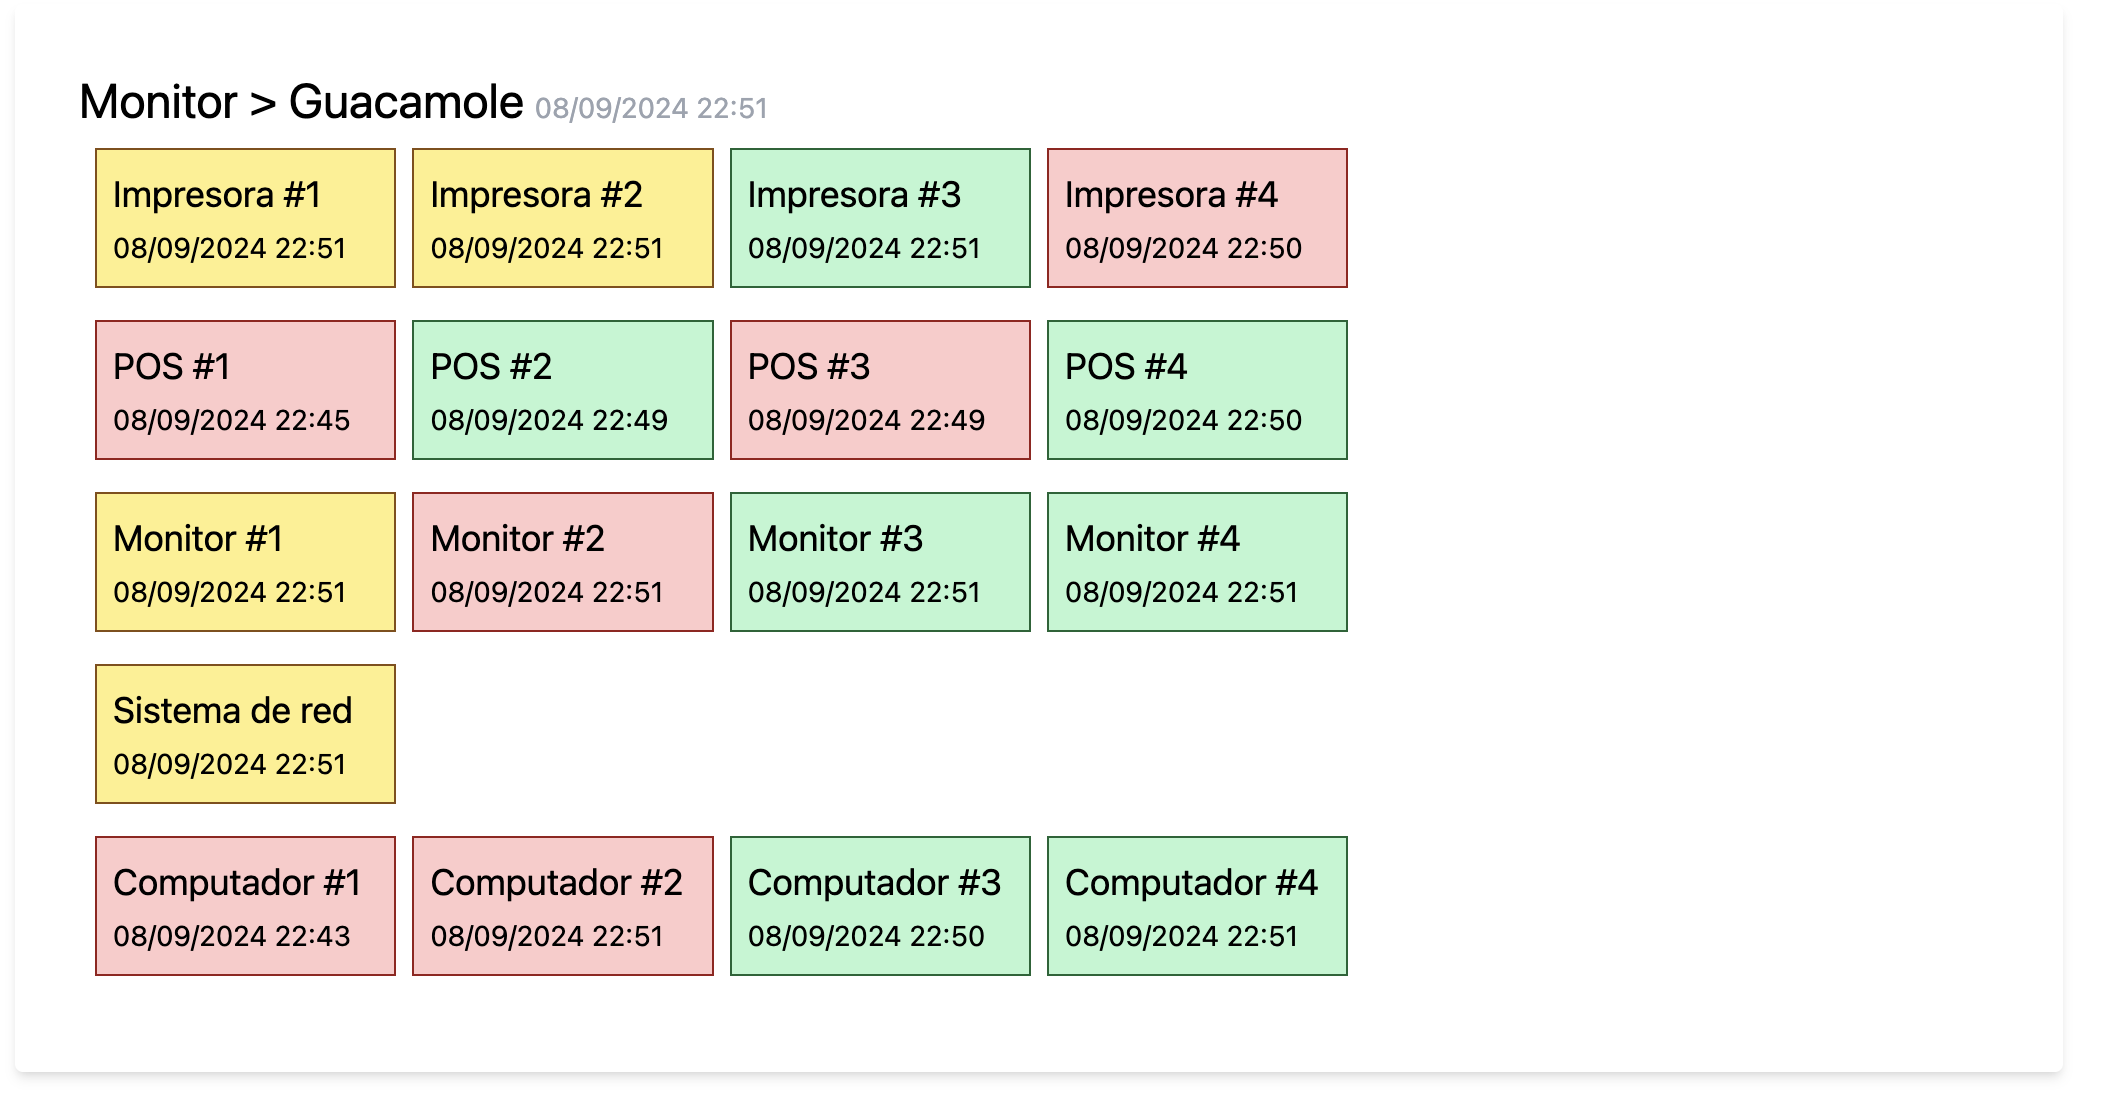 Monitor > Guacamole 08/09/2024 22:51
Impresora #1
08/09/2024 22:51
Impresora #2
08/09/2024 22:51
Impresora #3
08/09/2024 22:51
Impresora #4
08/09/2024 22:50
POS #1
08/09/2024 22:45
POS #2
08/09/2024 22:49
POS #3
08/09/2024 22:49
POS #4
08/09/2024 22:50
Monitor #1
08/09/2024 22:51
Monitor #2
08/09/2024 22:51
Monitor #3
08/09/2024 22:51
Monitor #4
08/09/2024 22:51
Sistema de red
08/09/2024 22:51
Computador #1
08/09/2024 22:43
Computador #2
08/09/2024 22:51
Computador #3
08/09/2024 22:50
Computador #4
08/09/2024 22:51